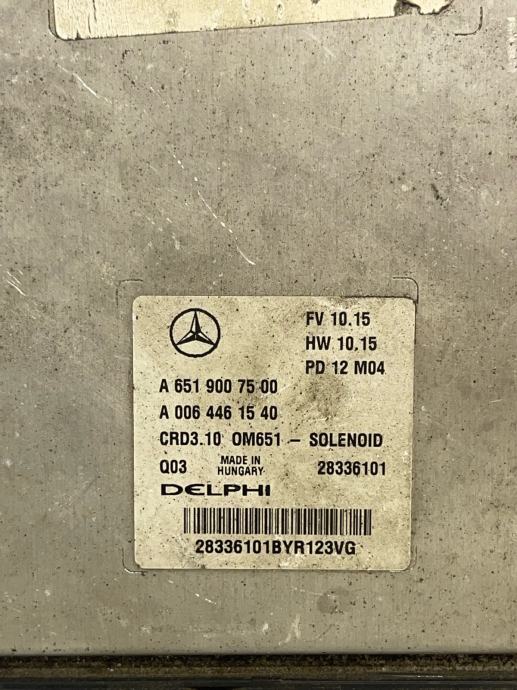 FV 10.15
HW 10.15
PD 12 M04
A 651 900 75 00
A 006 446 15 40
CRD3.10 OM651 – SOLENOID
Q03 MADE IN HUNGARY 28336101
DELPHI
28336101BYR123VG